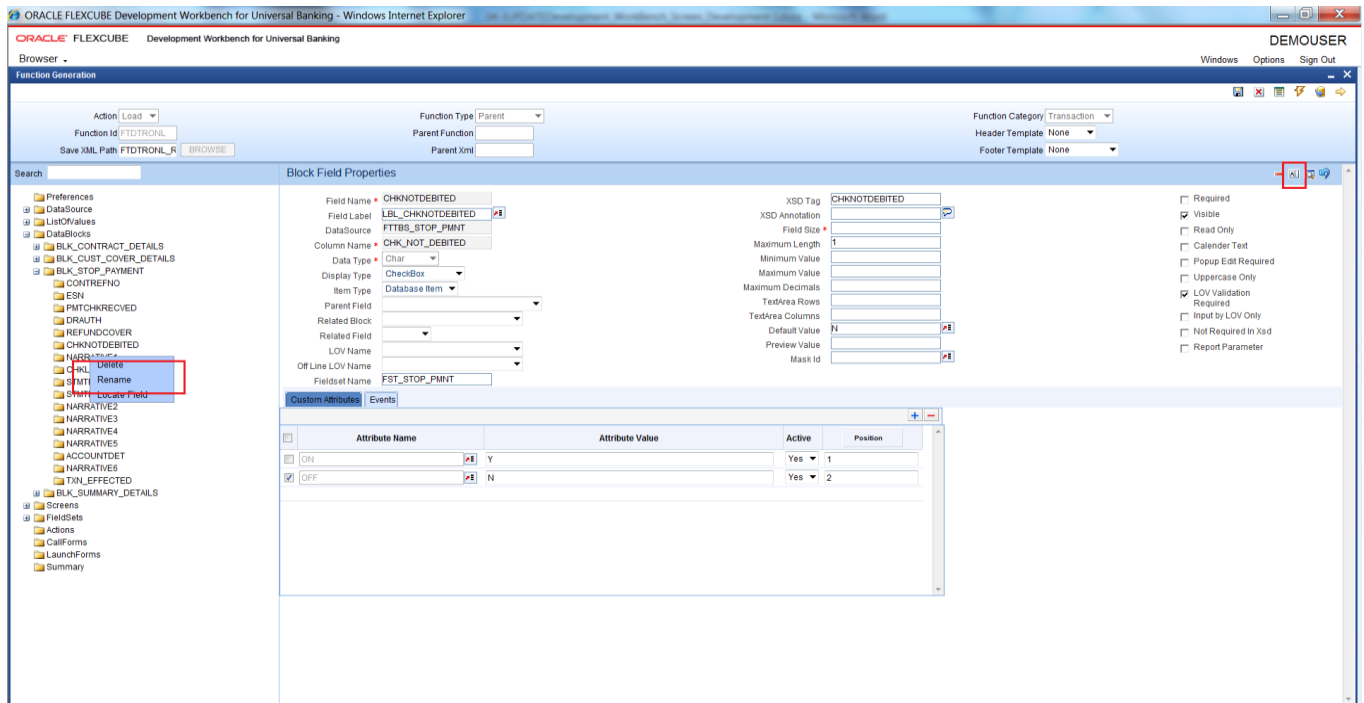 ORACLE FLEXCUBE Development Workbench for Universal Banking - Windows Internet Explorer
ORACLE FLEXCUBE Development Workbench for Universal Banking
DEMOUSER
Browser
Windows Options Sign Out
Function Generation
Action Load
Function Type Parent
Function Category Transaction
Function Id FTDTRONL
Parent Function
Header Template None
Save XML Path FTDTRONL_R BROWSE
Parent Xml
Footer Template None
Search
Preferences
DataSource
ListOfValues
DataBlocks
BLK_CONTRACT_DETAILS
BLK_CUST_COVER_DETAILS
BLK_STOP_PAYMENT
CONTREFNO
ESN
PMTCHKRECVED
DRAUTH
REFUNDCOVER
CHKNOTDEBITED
Delete
Rename
Locate Field
NARRATIVE2
NARRATIVE3
NARRATIVE4
NARRATIVE5
ACCOUNTDET
NARRATIVE6
TXN_EFFECTED
BLK_SUMMARY_DETAILS
Screens
FieldSets
Actions
CallForms
LaunchForms
Summary
Block Field Properties
Field Name * CHKNOTDEBITED
Field Label LBL_CHKNOTDEBITED
DataSource FTTBS_STOP_PMNT
Column Name * CHK_NOT_DEBITED
Data Type * Char
Display Type CheckBox
Item Type Database Item
Parent Field
Related Block
Related Field
LOV Name
Off Line LOV Name
Fieldset Name FST_STOP_PMNT
XSD Tag CHKNOTDEBITED
XSD Annotation
Field Size *
Maximum Length 1
Minimum Value
Maximum Value
Maximum Decimals
TextArea Rows
TextArea Columns
Default Value N
Preview Value
Mask Id
Required
Visible
Read Only
Calender Text
Popup Edit Required
Uppercase Only
LOV Validation
Required
Input by LOV Only
Not Required In Xsd
Report Parameter
Custom Attributes Events
Attribute Name Attribute Value Active Position
ON Y Yes 1
OFF N Yes 2